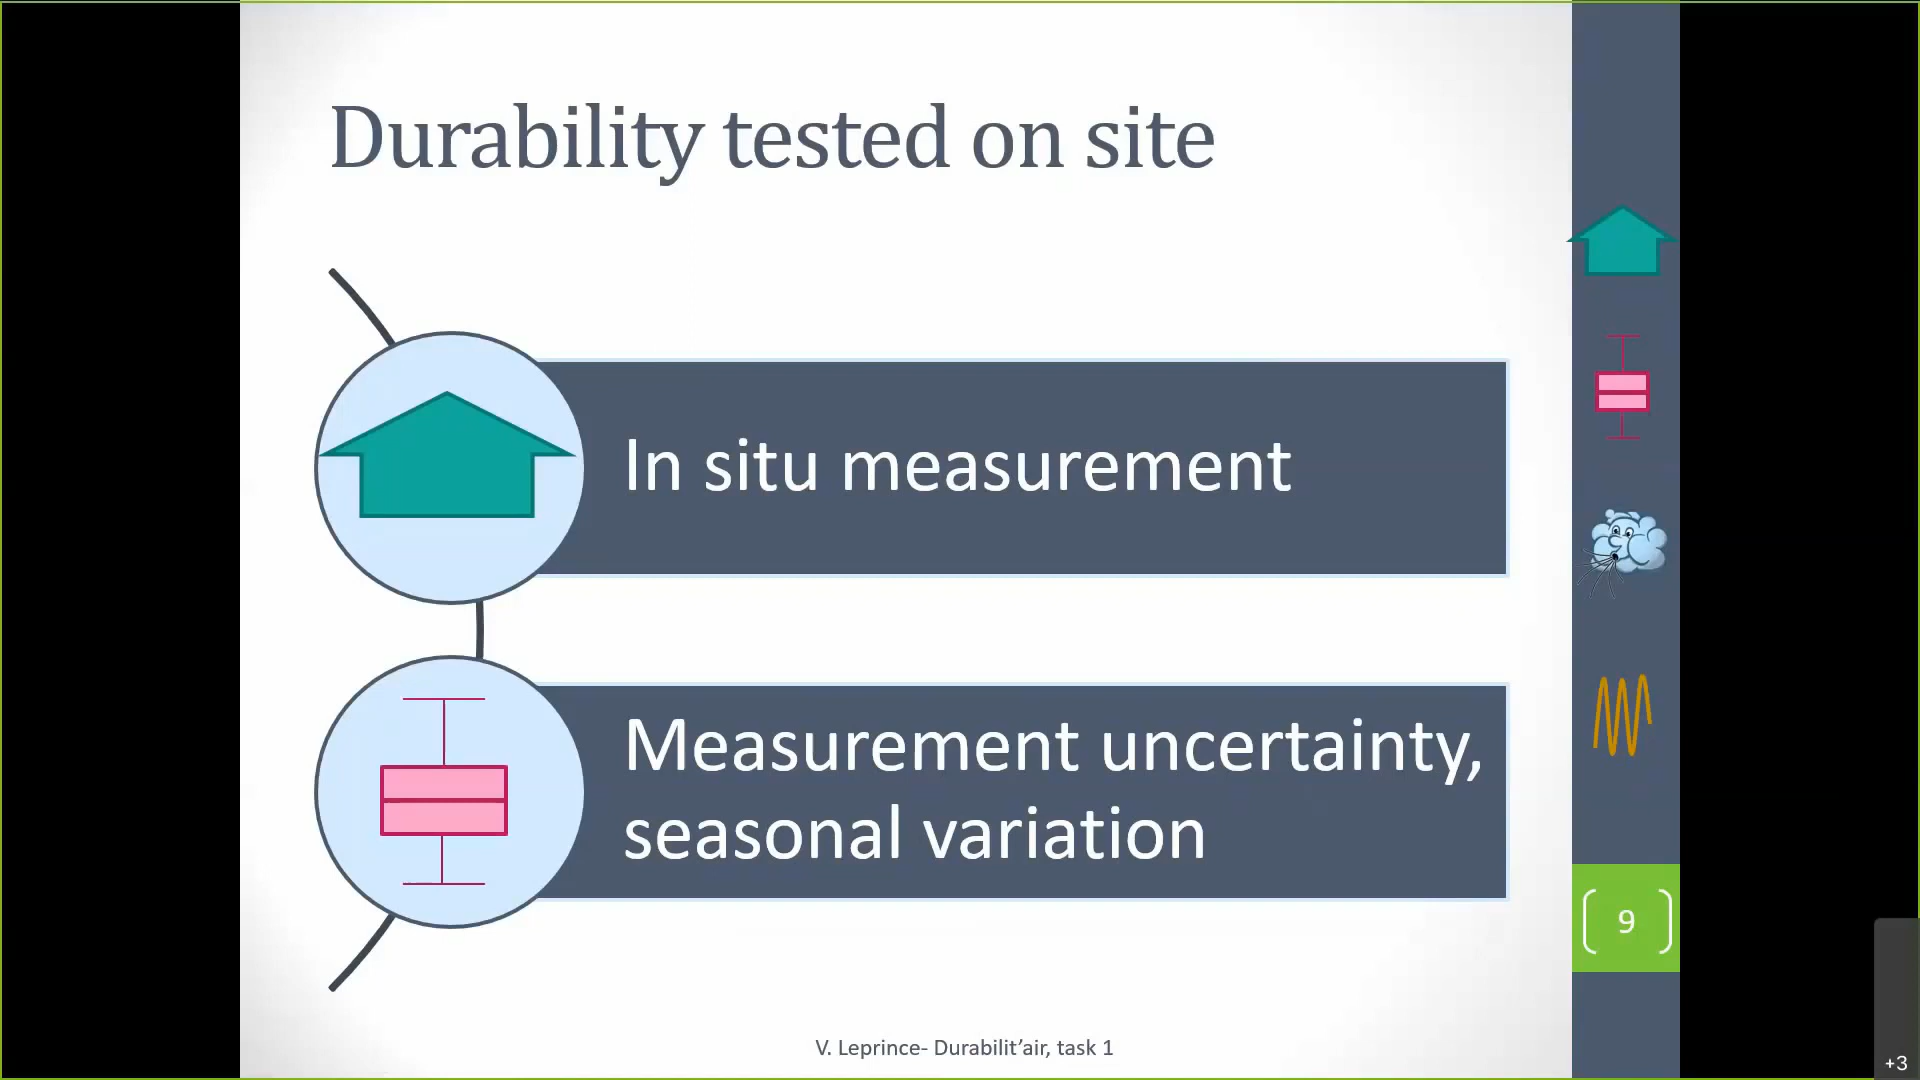 Durability tested on site
In situ measurement
Measurement uncertainty,
seasonal variation
9
V. Leprince- Durabilit’air, task 1
+3